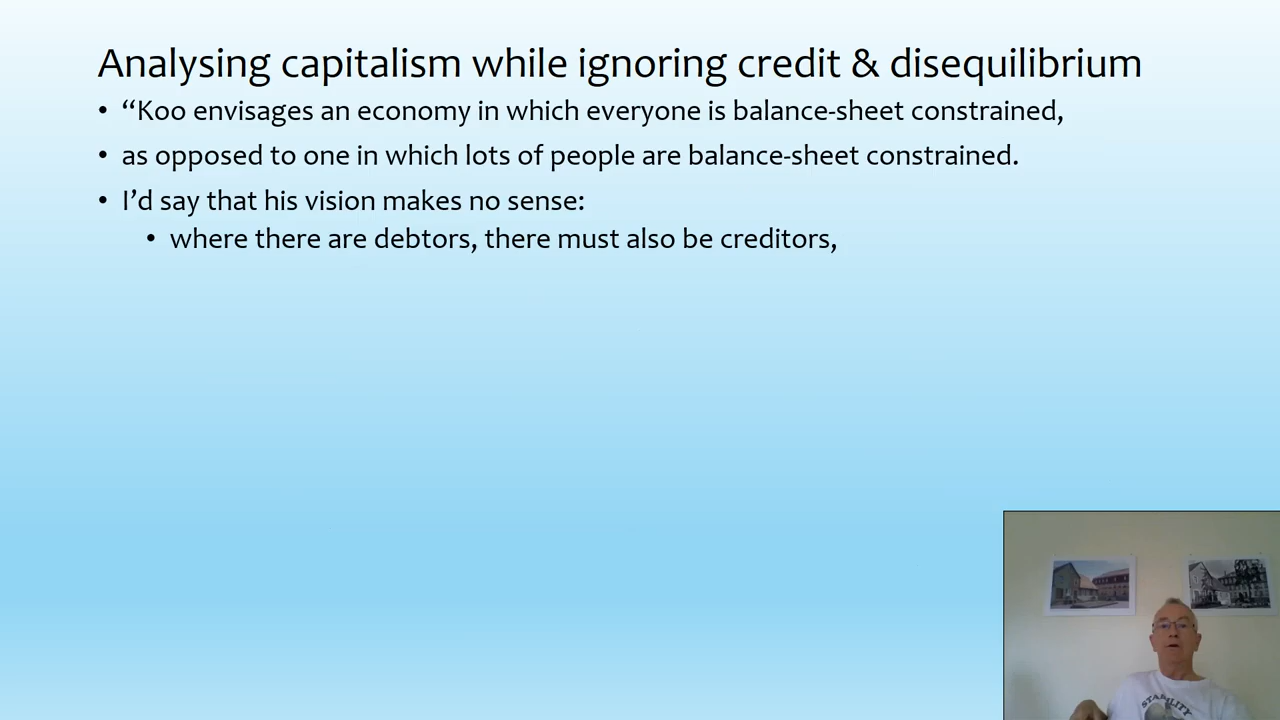 Analysing capitalism while ignoring credit & disequilibrium
• “Koo envisages an economy in which everyone is balance-sheet constrained,
• as opposed to one in which lots of people are balance-sheet constrained.
• I’d say that his vision makes no sense:
• where there are debtors, there must also be creditors,
STABILITY